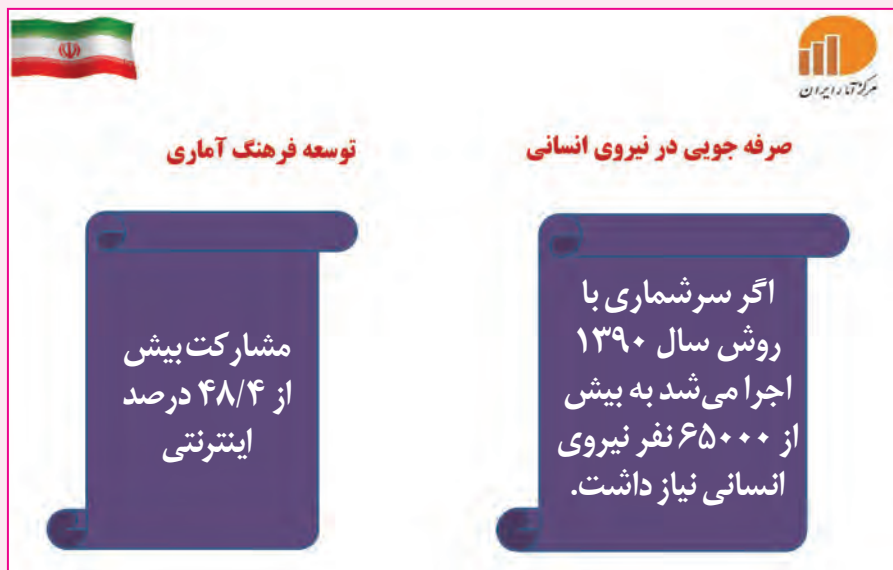 مرکز آمار ایران
صرفه جویی در نیروی انسانی
اگر سرشماری با
روش سال ۱۳۹۰
اجرا می‌شد به بیش
از ۶۵۰۰۰ نفر نیروی
انسانی نیاز داشت.
توسعه فرهنگ آماری
مشارکت بیش
از ۴۸/۴ درصد
اینترنتی